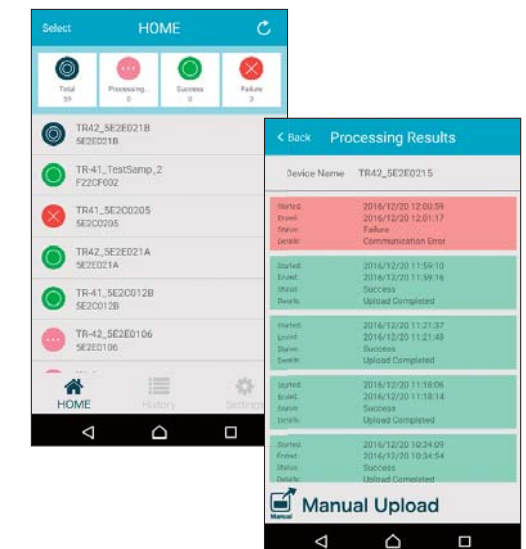 Select HOME
Total Processing... Success Failure
59 0 0 3
TR42_5E2E021B
5E2E021B
TR-41_TestSamp_2
F22CF002
TR41_5E2C0205
5E2C0205
TR42_5E2E021A
5E2E021A
TR-41_5E2C012B
5E2C012B
TR-42_5E2E0106
5E2E0106
HOME History Settings
< Back Processing Results
Device Name TR42_5E2E0215
Started: 2016/12/20 12:00:59
Ended: 2016/12/20 12:01:17
Status: Failure
Details: Communication Error
Started: 2016/12/20 11:59:10
Ended: 2016/12/20 11:59:16
Status: Success
Details: Upload Completed
Started: 2016/12/20 11:21:37
Ended: 2016/12/20 11:21:48
Status: Success
Details: Upload Completed
Started: 2016/12/20 11:18:06
Ended: 2016/12/20 11:18:14
Status: Success
Details: Upload Completed
Started: 2016/12/20 10:34:09
Ended: 2016/12/20 10:34:54
Status: Success
Details: Upload Completed
Manual Manual Upload